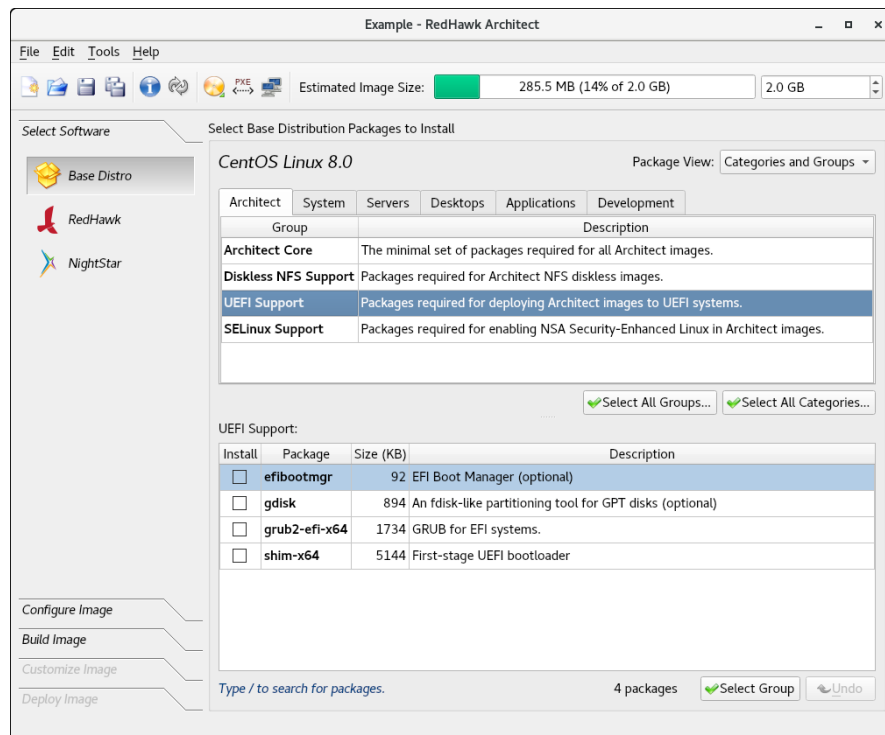 Example - RedHawk Architect
File Edit Tools Help
PXE
Estimated Image Size: 285.5 MB (14% of 2.0 GB) 2.0 GB
Select Software
Base Distro
RedHawk
NightStar
Select Base Distribution Packages to Install
CentOS Linux 8.0 Package View: Categories and Groups
Architect System Servers Desktops Applications Development
Group Description
Architect Core The minimal set of packages required for all Architect images.
Diskless NFS Support Packages required for Architect NFS diskless images.
UEFI Support Packages required for deploying Architect images to UEFI systems.
SELinux Support Packages required for enabling NSA Security-Enhanced Linux in Architect images.
Select All Groups... Select All Categories...
UEFI Support:
Install Package Size (KB) Description
efibootmgr 92 EFI Boot Manager (optional)
gdisk 894 An fdisk-like partitioning tool for GPT disks (optional)
grub2-efi-x64 1734 GRUB for EFI systems.
shim-x64 5144 First-stage UEFI bootloader
Type / to search for packages. 4 packages Select Group Undo
Configure Image
Build Image
Customize Image
Deploy Image